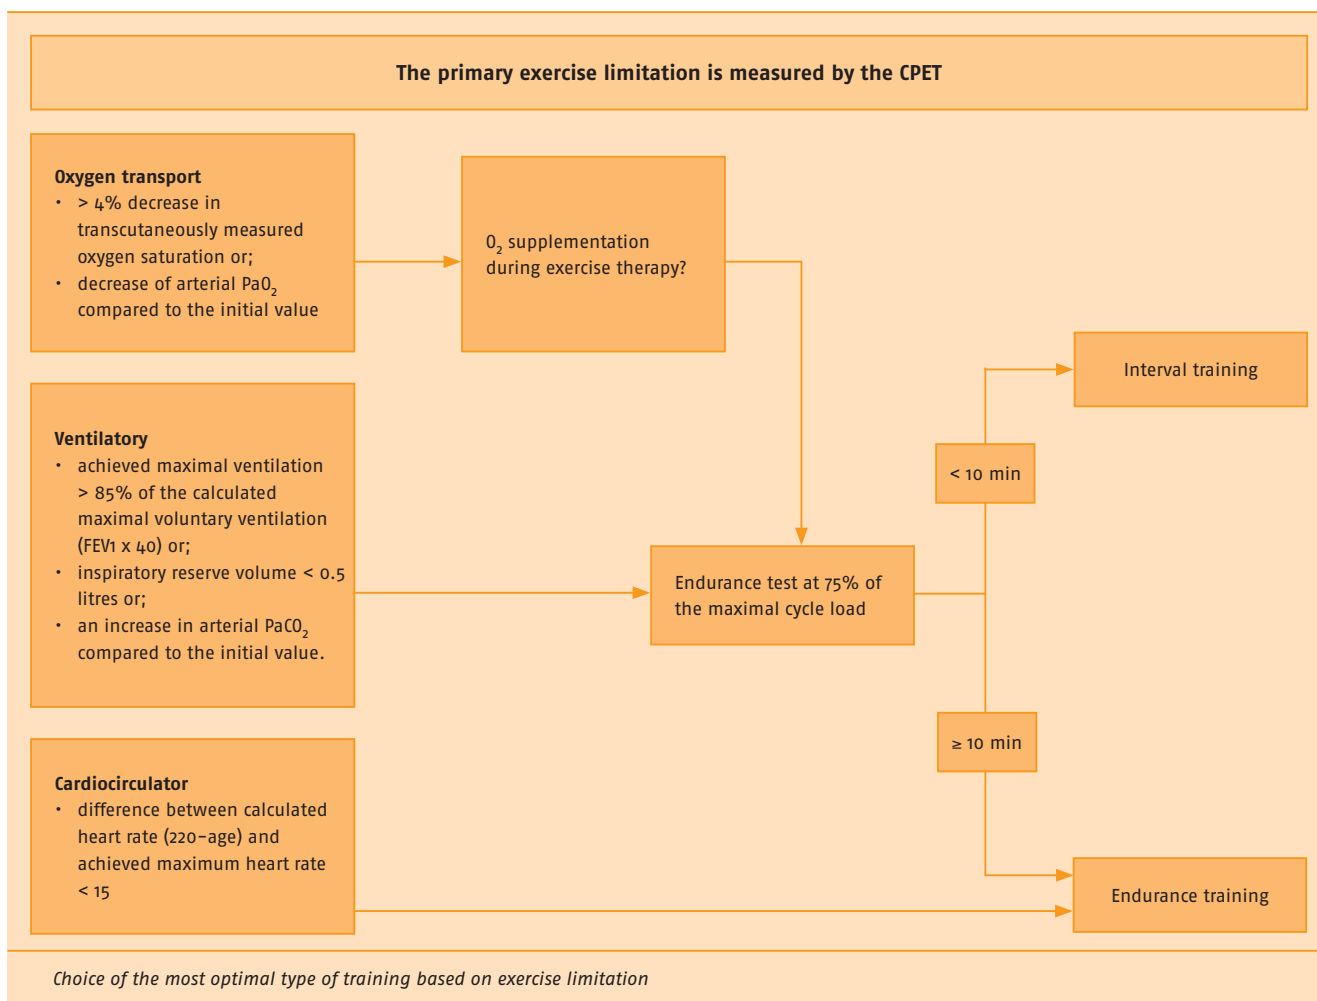 The primary exercise limitation is measured by the CPET
Oxygen transport
• > 4% decrease in
transcutaneously measured
oxygen saturation or;
• decrease of arterial PaO₂
compared to the initial value
O₂ supplementation
during exercise therapy?
Ventilatory
• achieved maximal ventilation
> 85% of the calculated
maximal voluntary ventilation
(FEV1 x 40) or;
• inspiratory reserve volume < 0.5
litres or;
• an increase in arterial PaCO₂
compared to the initial value.
Endurance test at 75% of
the maximal cycle load
< 10 min
Interval training
≥ 10 min
Endurance training
Cardiocirculator
• difference between calculated
heart rate (220-age) and
achieved maximum heart rate
< 15
Choice of the most optimal type of training based on exercise limitation